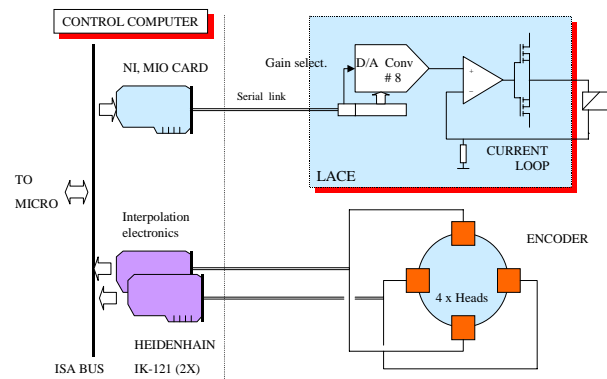 CONTROL COMPUTER
NI, MIO CARD
Gain select.
D/A Conv
# 8
Serial link
+
−
CURRENT
LOOP
LACE
TO
MICRO
Interpolation
electronics
ENCODER
4 x Heads
HEIDENHAIN
ISA BUS
IK-121 (2X)